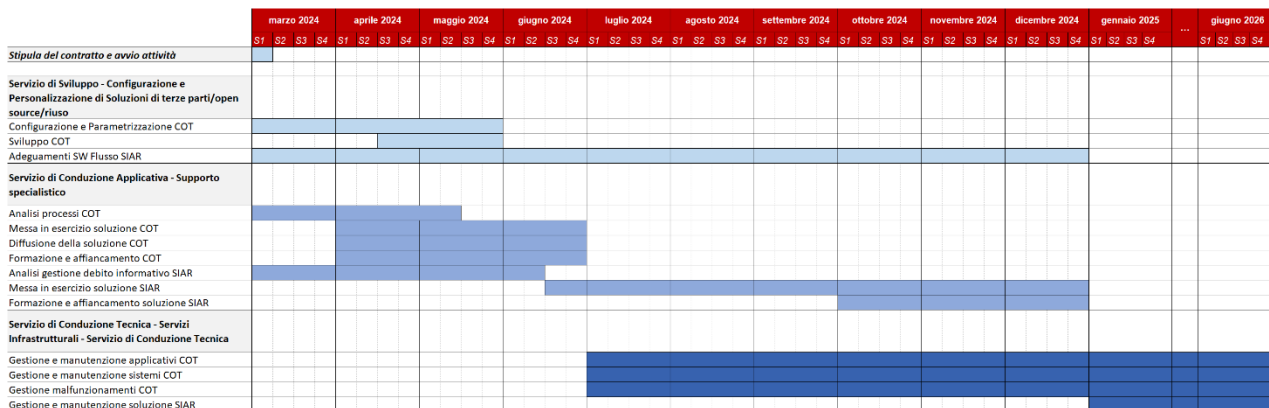 marzo 2024 aprile 2024 maggio 2024 giugno 2024 luglio 2024 agosto 2024 settembre 2024 ottobre 2024 novembre 2024 dicembre 2024 gennaio 2025 ... giugno 2026
S1 S2 S3 S4 S1 S2 S3 S4 S1 S2 S3 S4 S1 S2 S3 S4 S1 S2 S3 S4 S1 S2 S3 S4 S1 S2 S3 S4 S1 S2 S3 S4 S1 S2 S3 S4 S1 S2 S3 S4 S1 S2 S3 S4 S1 S2 S3 S4
Stipula del contratto e avvio attività
Servizio di Sviluppo - Configurazione e
Personalizzazione di Soluzioni di terze parti/open
source/riuso
Configurazione e Parametrizzazione COT
Sviluppo COT
Adeguamenti SW Flusso SIAR
Servizio di Conduzione Applicativa - Supporto
specialistico
Analisi processi COT
Messa in esercizio soluzione COT
Diffusione della soluzione COT
Formazione e affiancamento COT
Analisi gestione debito informativo SIAR
Messa in esercizio soluzione SIAR
Formazione e affiancamento soluzione SIAR
Servizio di Conduzione Tecnica - Servizi
Infrastrutturali - Servizio di Conduzione Tecnica
Gestione e manutenzione applicativi COT
Gestione e manutenzione sistemi COT
Gestione malfunzionamenti COT
Gestione e manutenzione soluzione SIAR